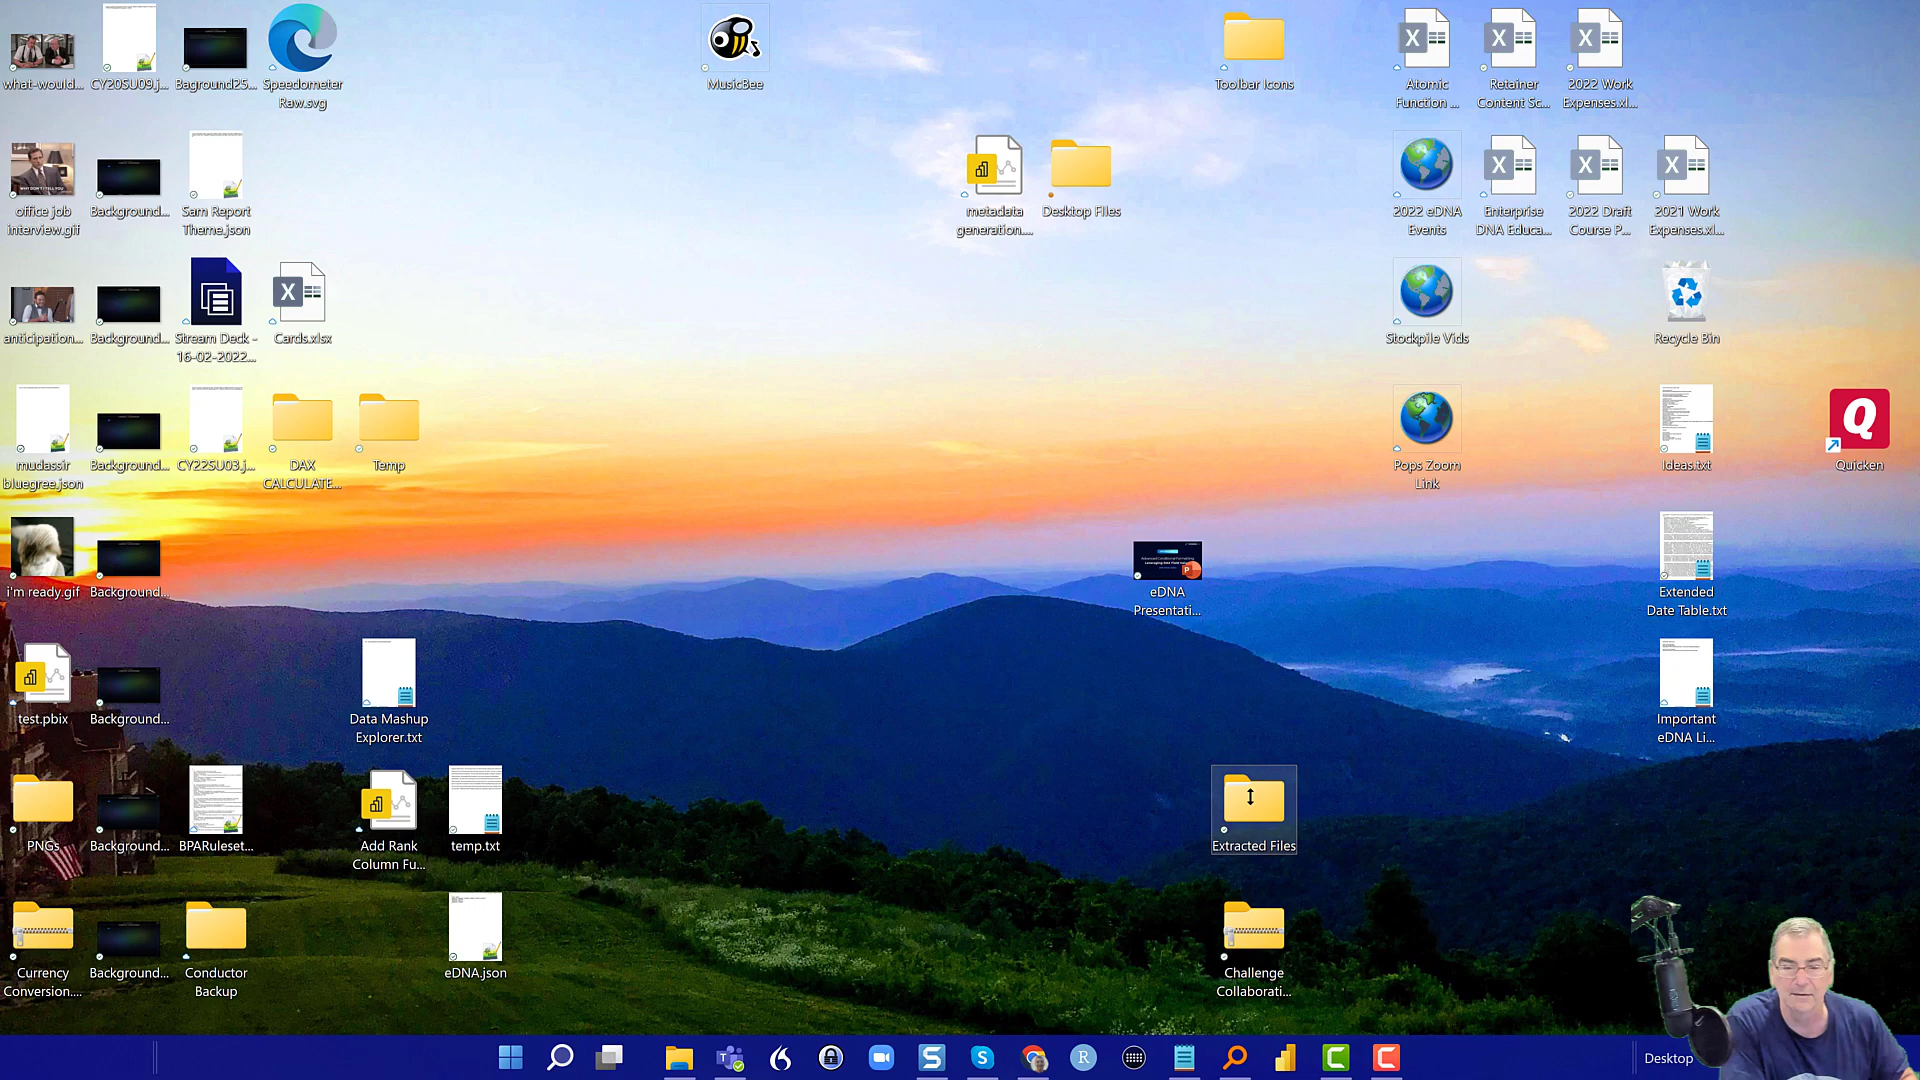 what-would...
CY20SU09.j...
Baground25...
Speedometer
Raw.svg
MusicBee
Toolbar Icons
Atomic
Function ...
Retainer
Content Sc...
2022 Work
Expenses.xl...
office job
interview.gif
Background...
Sam Report
Theme.json
metadata
generation....
Desktop FIles
2022 eDNA
Events
Enterprise
DNA Educa...
2022 Draft
Course P...
2021 Work
Expenses.xl...
anticipation...
Background...
Stream Deck -
16-02-2022...
Cards.xlsx
Stockpile Vids
Recycle Bin
mudassir
bluegree.json
Background...
CY22SU03.j...
DAX
CALCULATE...
Temp
Pops Zoom
Link
Ideas.txt
Quicken
i'm ready.gif
Background...
eDNA
Presentati...
Extended
Date Table.txt
test.pbix
Background...
Data Mashup
Explorer.txt
Important
eDNA Li...
PNGs
Background...
BPARuleset...
Add Rank
Column Fu...
temp.txt
Extracted Files
Currency
Conversion....
Background...
Conductor
Backup
eDNA.json
Challenge
Collaborati...
Desktop